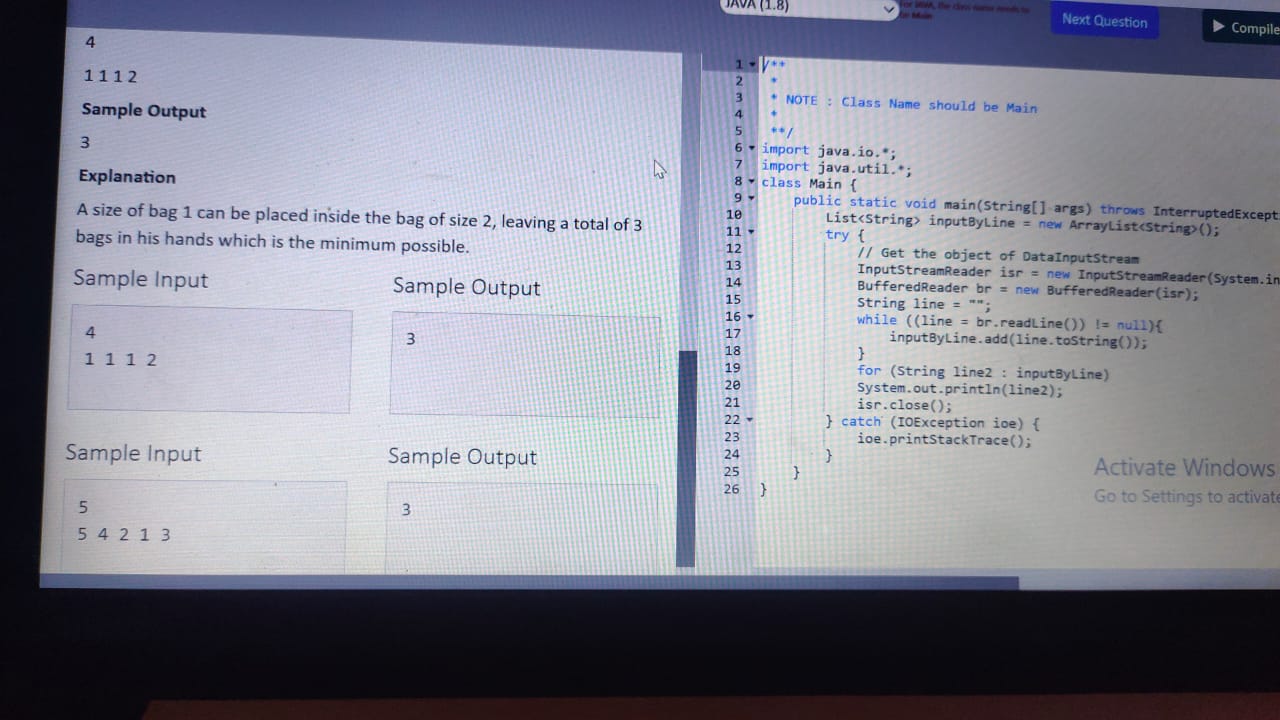 JAVA (1.8)
Next Question
Compile
4
1 1 1 2
Sample Output
3
Explanation
A size of bag 1 can be placed inside the bag of size 2, leaving a total of 3
bags in his hands which is the minimum possible.
Sample Input
Sample Output
4
1 1 1 2
3
Sample Input
Sample Output
5
5 4 2 1 3
3
1 /**
2 *
3 * NOTE : Class Name should be Main
4 *
5 **/
6 import java.io.*;
7 import java.util.*;
8 class Main {
9 public static void main(String[] args) throws InterruptedExcept
10 List<String> inputByLine = new ArrayList<String>();
11 try {
12 // Get the object of DataInputStream
13 InputStreamReader isr = new InputStreamReader(System.in
14 BufferedReader br = new BufferedReader(isr);
15 String line = "";
16 while ((line = br.readLine()) != null){
17 inputByLine.add(line.toString());
18 }
19 for (String line2 : inputByLine)
20 System.out.println(line2);
21 isr.close();
22 } catch (IOException ioe) {
23 ioe.printStackTrace();
24 }
25 }
26 }
Activate Windows
Go to Settings to activate